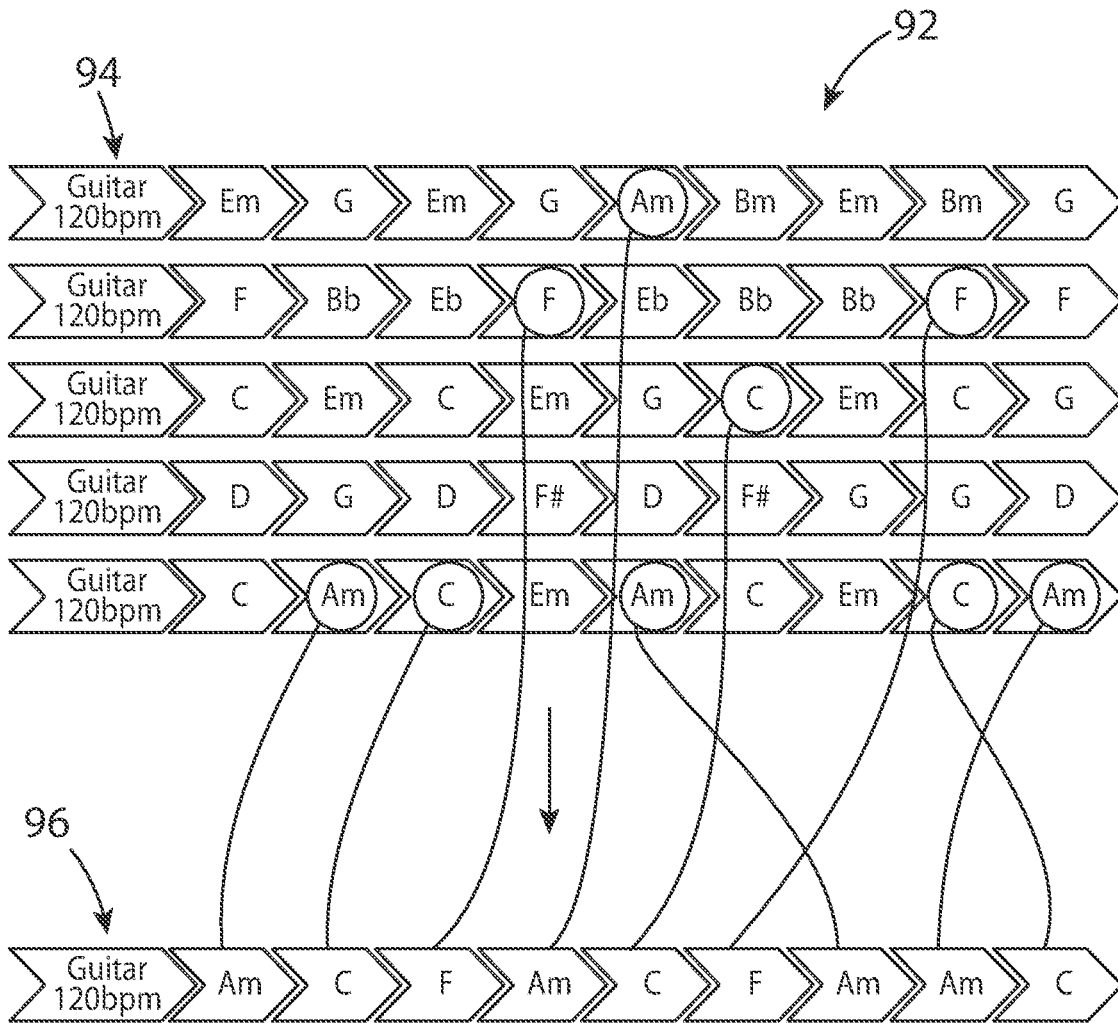 92
94
Guitar
120bpm
Em G Em G Am Bm Em Bm G
Guitar
120bpm
F Bb Eb F Eb Bb Bb F F
Guitar
120bpm
C Em C Em G C Em C G
Guitar
120bpm
D G D F# D F# G G D
Guitar
120bpm
C Am C Em Am C Em C Am
96
Guitar
120bpm
Am C F Am C F Am Am C